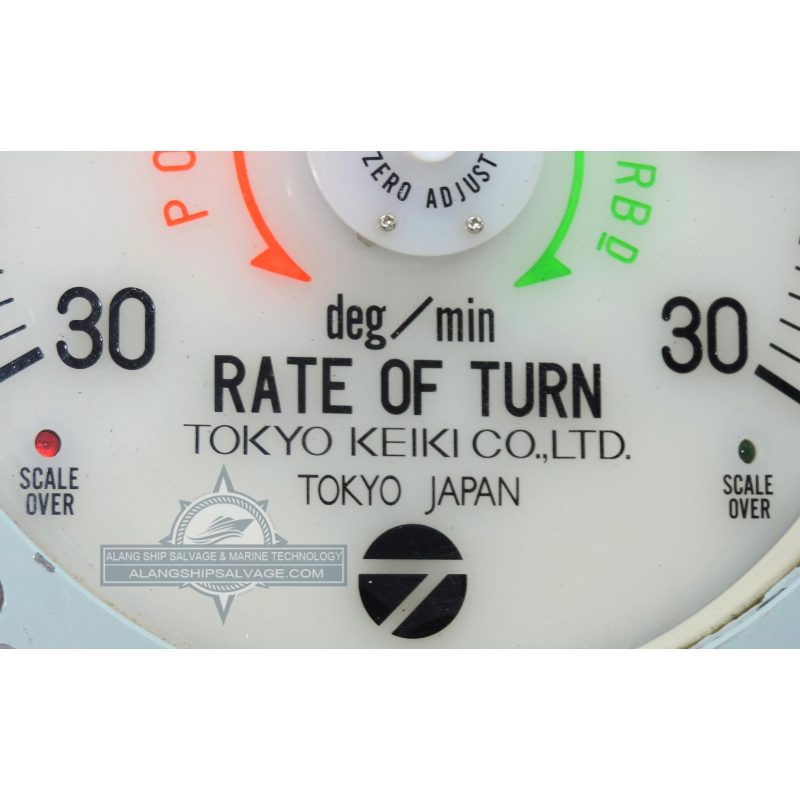 PO
RBD
ZERO ADJUST
30
deg/min
30
RATE OF TURN
TOKYO KEIKI CO.,LTD.
TOKYO JAPAN
SCALE
OVER
SCALE
OVER
ALANG SHIP SALVAGE & MARINE TECHNOLOGY
ALANGSHIPSALVAGE.COM